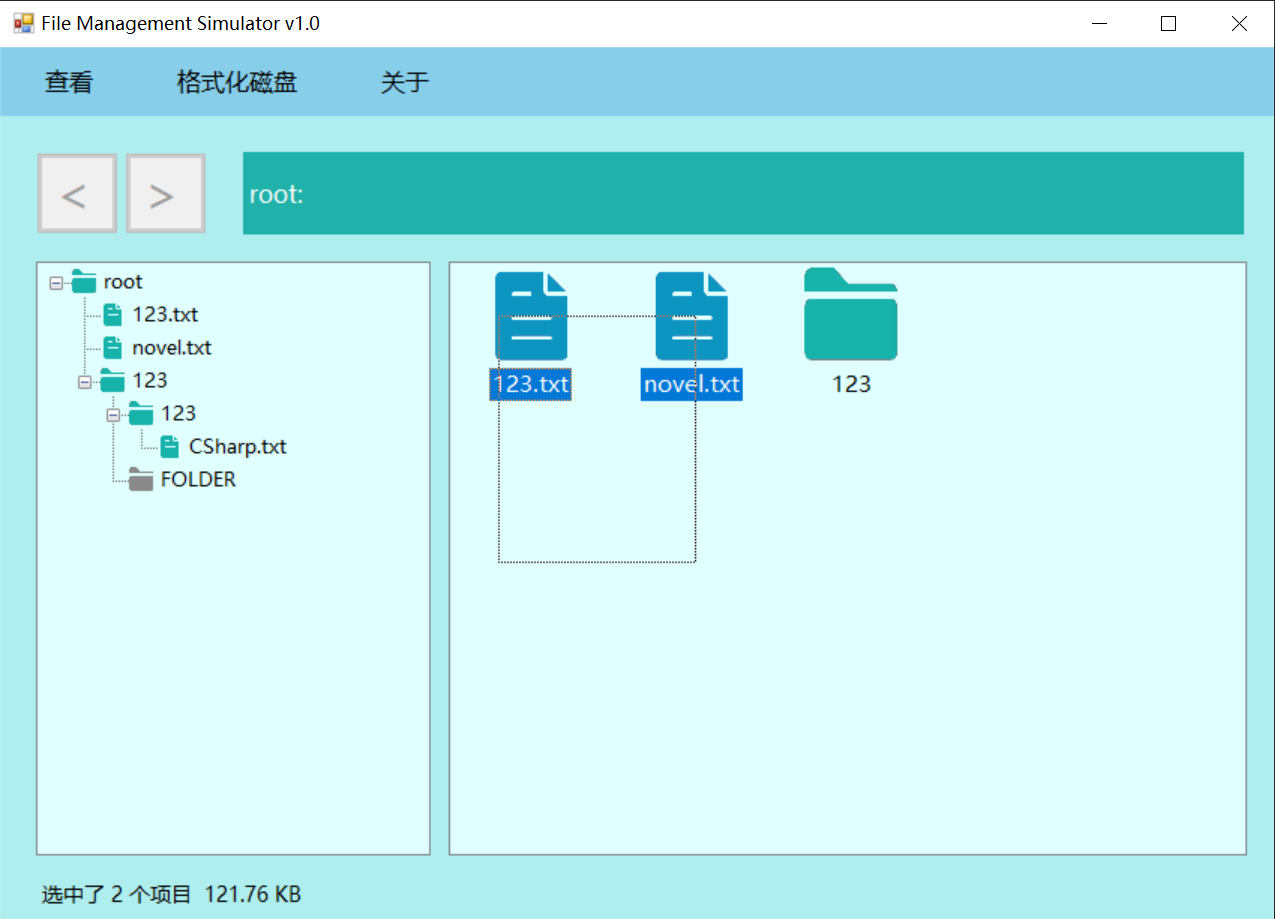 File Management Simulator v1.0
查看 格式化磁盘 关于
< >
root:
root
123.txt
novel.txt
123
123
CSharp.txt
FOLDER
123.txt novel.txt 123
选中了 2 个项目 121.76 KB